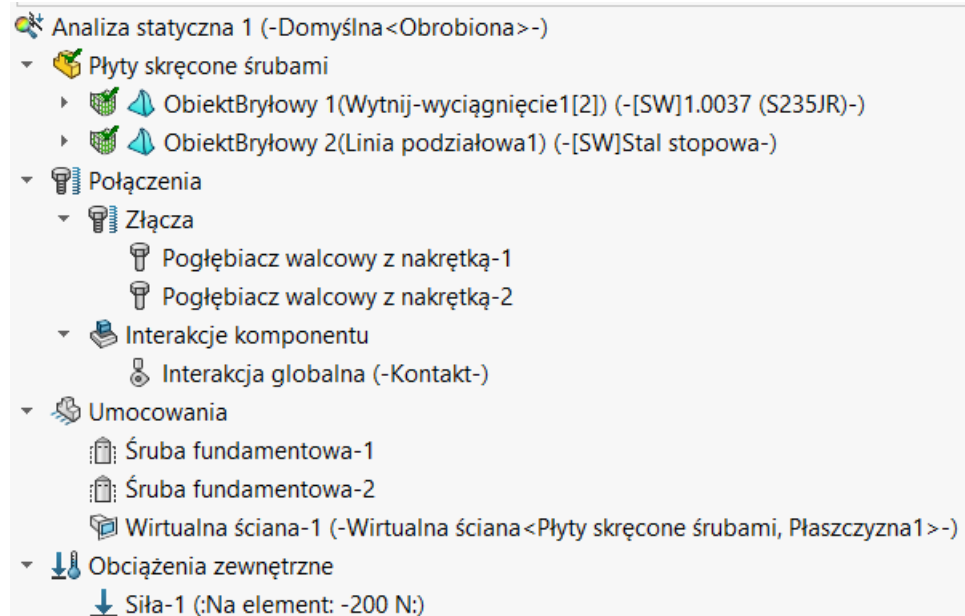 Analiza statyczna 1 (-Domyślna<Obrobiona>-)
Płyty skręcone śrubami
ObiektBryłowy 1(Wytnij-wyciągnięcie1[2]) (-[SW]1.0037 (S235JR)-)
ObiektBryłowy 2(Linia podziałowa1) (-[SW]Stal stopowa-)
Połączenia
Złącza
Pogłębiacz walcowy z nakrętką-1
Pogłębiacz walcowy z nakrętką-2
Interakcje komponentu
Interakcja globalna (-Kontakt-)
Umocowania
Śruba fundamentowa-1
Śruba fundamentowa-2
Wirtualna ściana-1 (-Wirtualna ściana<Płyty skręcone śrubami, Płaszczyzna1>-)
Obciążenia zewnętrzne
Siła-1 (:Na element: -200 N:)